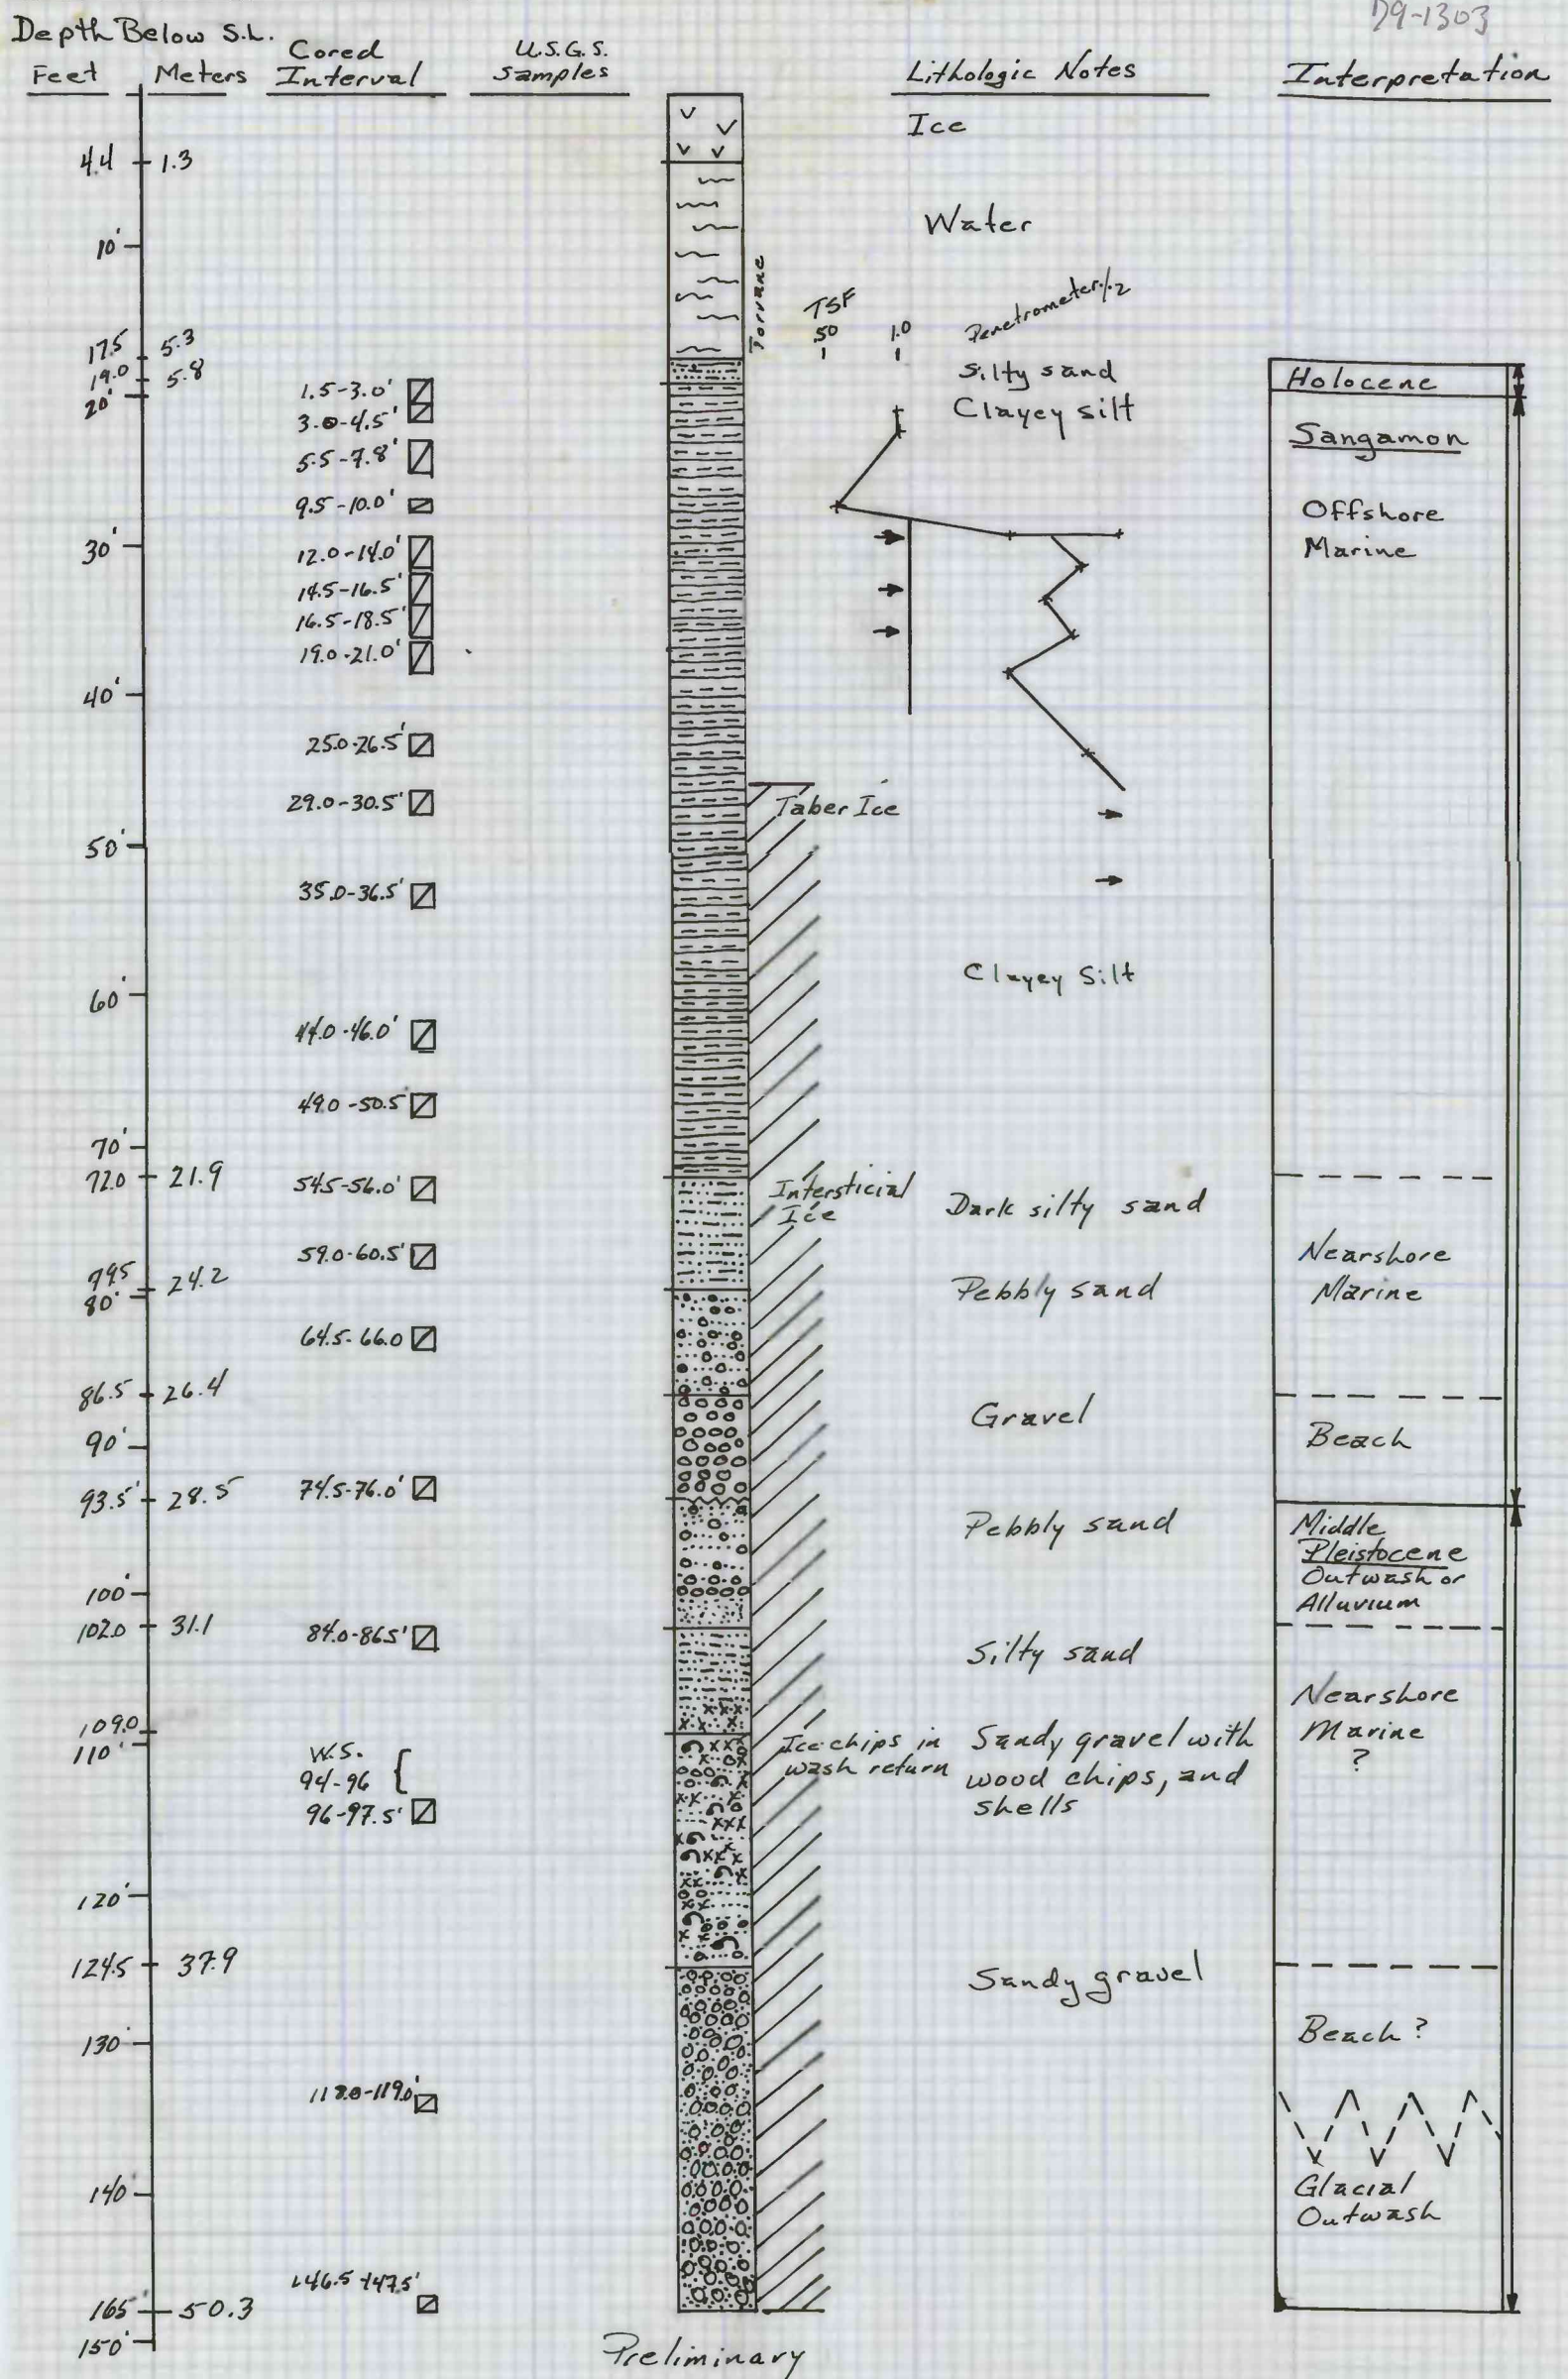 79-1303
Depth Below S.L.
Feet Meters Cored Interval U.S.G.S. Samples Lithologic Notes Interpretation
Ice
4.4 1.3
Water
10'
Torvane
TSF
.50 1.0
Penetrometer/.2
17.5 5.3
Silty sand
19.0 5.8
Holocene
20'
1.5-3.0'
Clayey silt
3.0-4.5'
Sangamon
5.5-7.8'
9.5-10.0'
Offshore
Marine
30'
12.0-14.0'
14.5-16.5'
16.5-18.5'
19.0-21.0'
40'
25.0-26.5'
29.0-30.5'
Taber Ice
50'
35.0-36.5'
Clayey Silt
60'
44.0-46.0'
49.0-50.5
70'
72.0 21.9
54.5-56.0'
Intersticial
Ice
Dark silty sand
59.0-60.5'
Nearshore
Marine
79.5 24.2
Pebbly sand
80'
64.5-66.0
86.5 26.4
Gravel
Beach
90'
74.5-76.0'
93.5' 28.5
Pebbly sand
Middle
Pleistocene
Outwash or
Alluvium
100'
102.0 31.1
84.0-86.5'
Silty sand
Nearshore
Marine
?
109.0
110'
W.S.
94-96 {
96-97.5'
Ice chips in
wash return
Sandy gravel with
wood chips, and
shells
120'
124.5 37.9
Sandy gravel
130
Beach?
118.0-119.0'
140
Glacial
Outwash
146.5-147.5'
165 50.3
150'
Preliminary